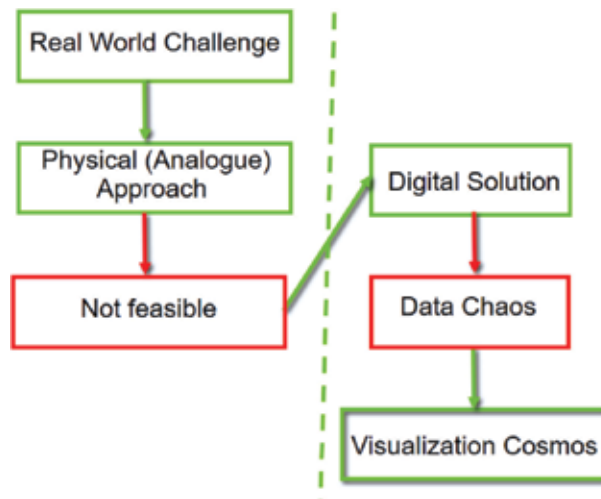 Real World Challenge
Physical (Analogue)
Approach
Not feasible
Digital Solution
Data Chaos
Visualization Cosmos